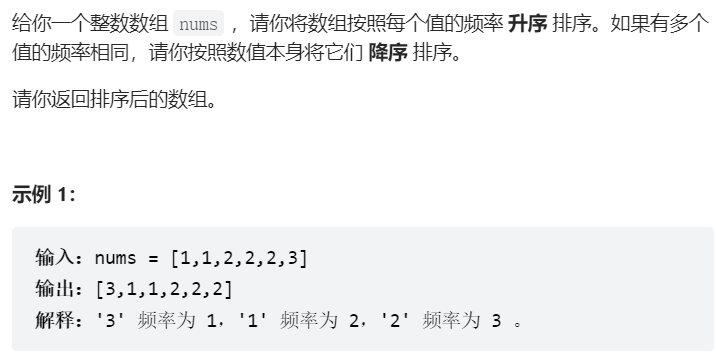 给你一个整数数组 nums ，请你将数组按照每个值的频率 升序 排序。如果有多个
值的频率相同，请你按照数值本身将它们 降序 排序。
请你返回排序后的数组。
示例 1：
输入：nums = [1,1,2,2,2,3]
输出：[3,1,1,2,2,2]
解释：'3' 频率为 1，'1' 频率为 2，'2' 频率为 3 。